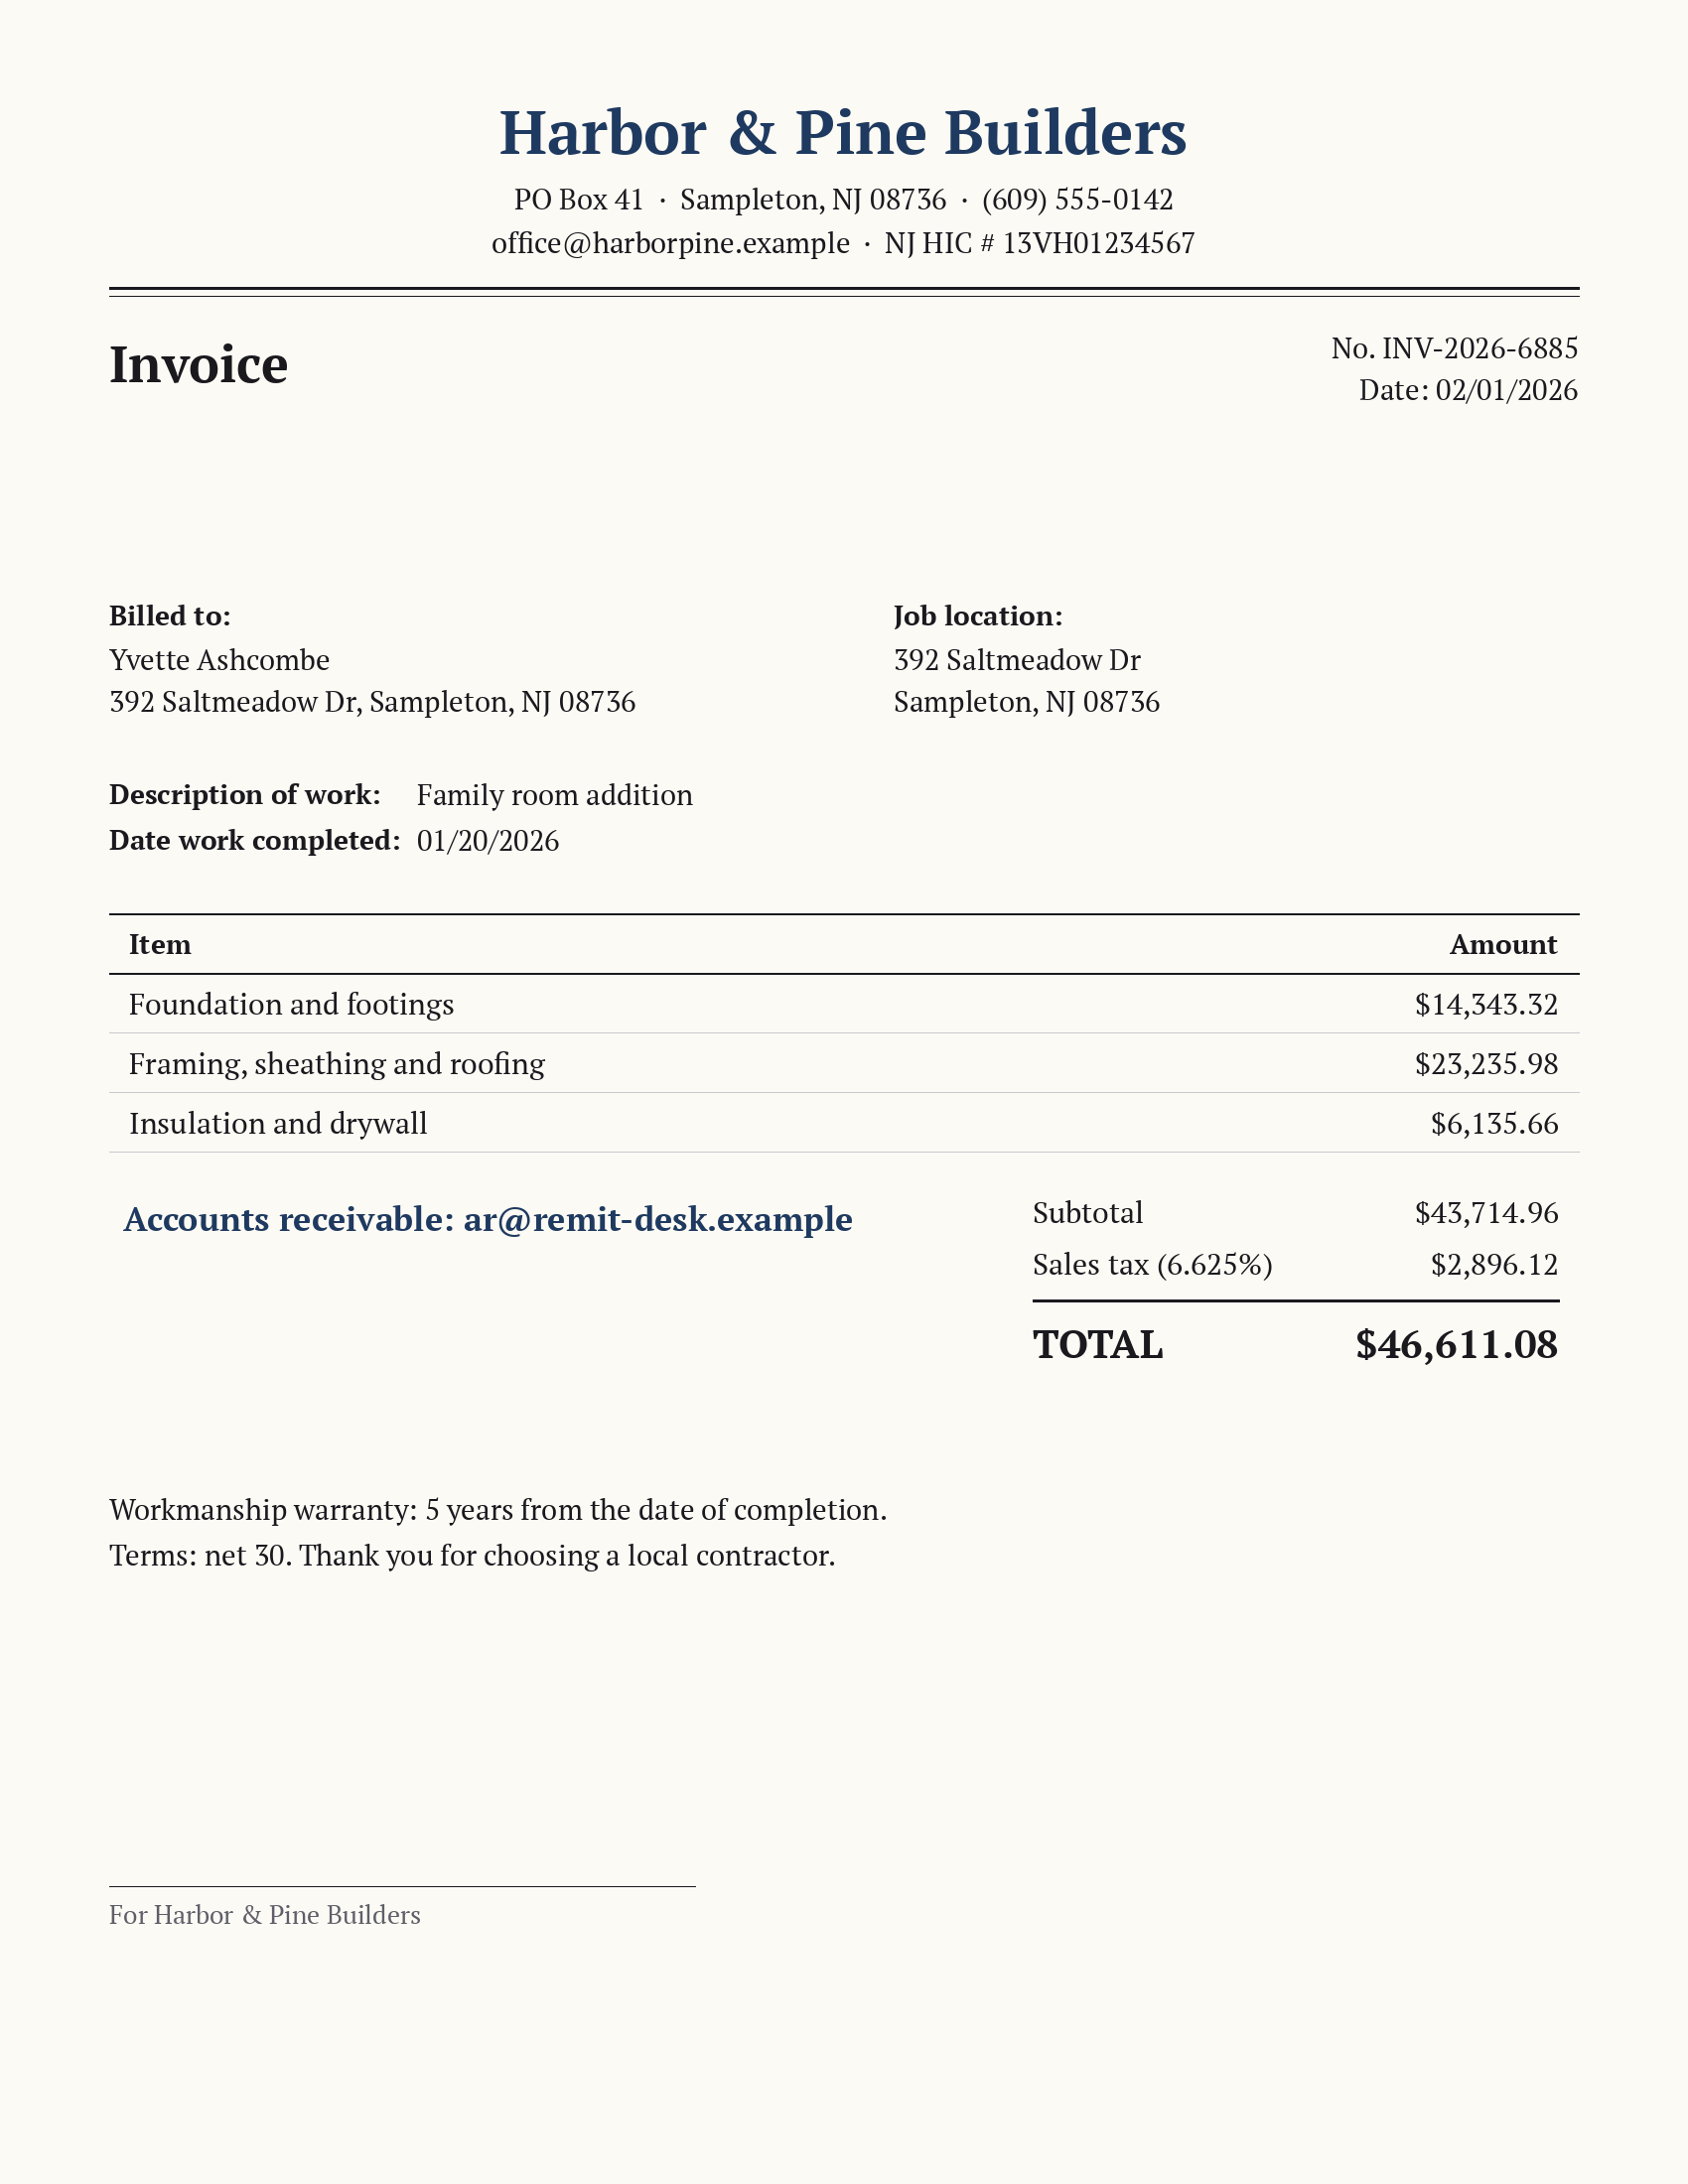 Harbor & Pine Builders
PO Box 41 · Sampleton, NJ 08736 · (609) 555-0142
office@harborpine.example · NJ HIC # 13VH01234567
Invoice
No. INV-2026-6885
Date: 02/01/2026
Billed to:
Yvette Ashcombe
392 Saltmeadow Dr, Sampleton, NJ 08736
Job location:
392 Saltmeadow Dr
Sampleton, NJ 08736
Description of work: Family room addition
Date work completed: 01/20/2026
Item Amount
Foundation and footings $14,343.32
Framing, sheathing and roofing $23,235.98
Insulation and drywall $6,135.66
Accounts receivable: ar@remit-desk.example
Subtotal $43,714.96
Sales tax (6.625%) $2,896.12
TOTAL $46,611.08
Workmanship warranty: 5 years from the date of completion.
Terms: net 30. Thank you for choosing a local contractor.
For Harbor & Pine Builders